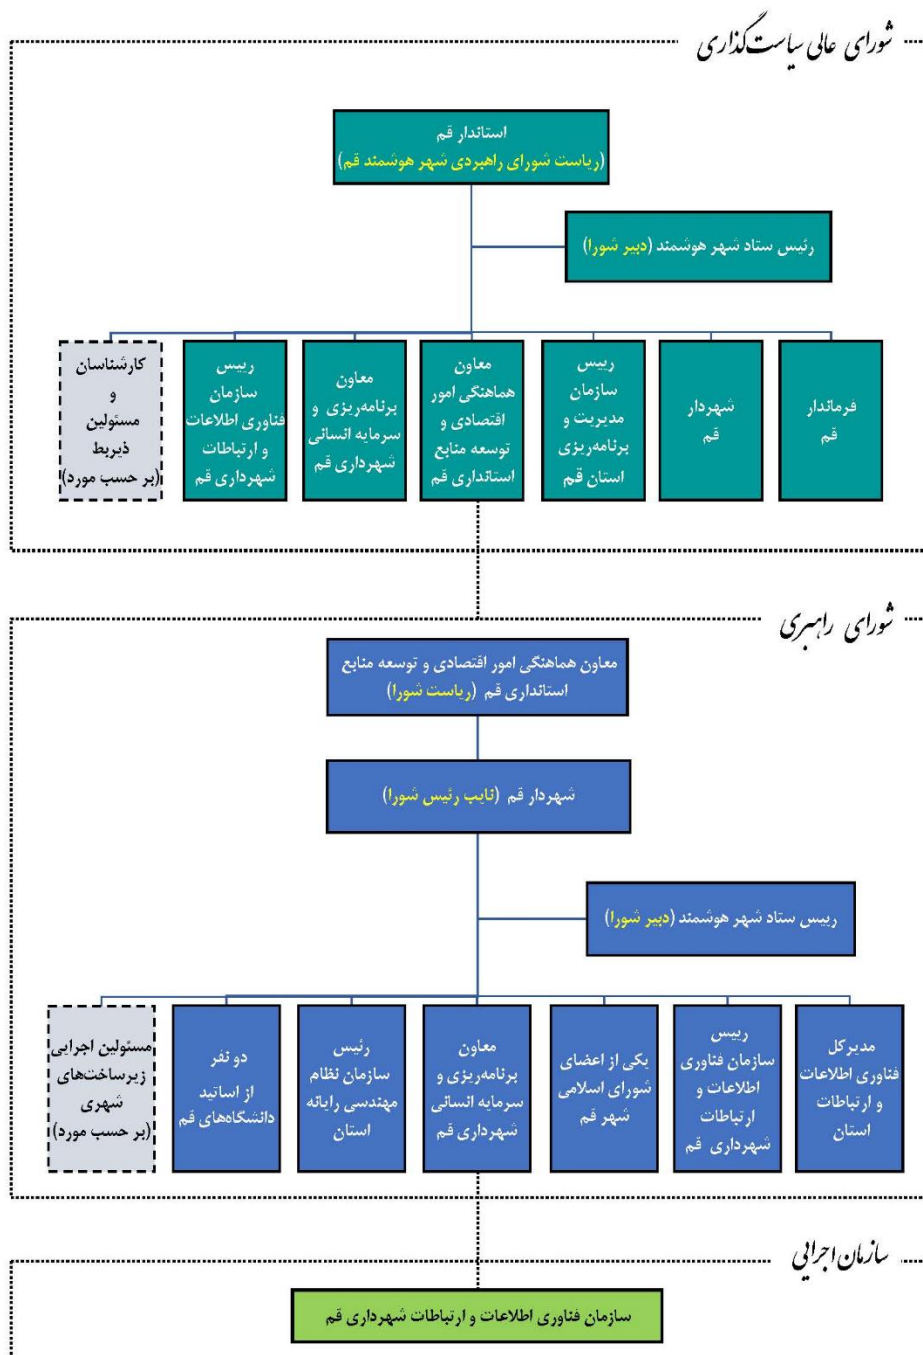 شورای عالی سیاست‌گذاری
استاندار قم
(ریاست شورای راهبردی شهر هوشمند قم)
رئیس ستاد شهر هوشمند (دبیر شورا)
فرماندار
قم
شهردار
قم
رییس
سازمان
مدیریت و
برنامه‌ریزی
استان قم
معاون
هماهنگی امور
اقتصادی و
توسعه منابع
استانداری قم
معاون
برنامه‌ریزی و
سرمایه انسانی
شهرداری قم
رییس
سازمان
فناوری اطلاعات
و ارتباطات
شهرداری قم
کارشناسان
و
مسئولین
ذیربط
(بر حسب مورد)
شورای راهبری
معاون هماهنگی امور اقتصادی و توسعه منابع
استانداری قم (ریاست شورا)
شهردار قم (نایب رئیس شورا)
رییس ستاد شهر هوشمند (دبیر شورا)
مدیرکل
فناوری اطلاعات
و ارتباطات
استان
رییس
سازمان فناوری
اطلاعات و
ارتباطات
شهرداری قم
یکی از اعضای
شورای اسلامی
شهر قم
معاون
برنامه‌ریزی و
سرمایه انسانی
شهرداری قم
رئیس
سازمان نظام
مهندسی رایانه
استان
دو نفر
از اساتید
دانشگاه‌های قم
مسئولین اجرایی
زیرساخت‌های
شهری
(بر حسب مورد)
سازمان اجرایی
سازمان فناوری اطلاعات و ارتباطات شهرداری قم